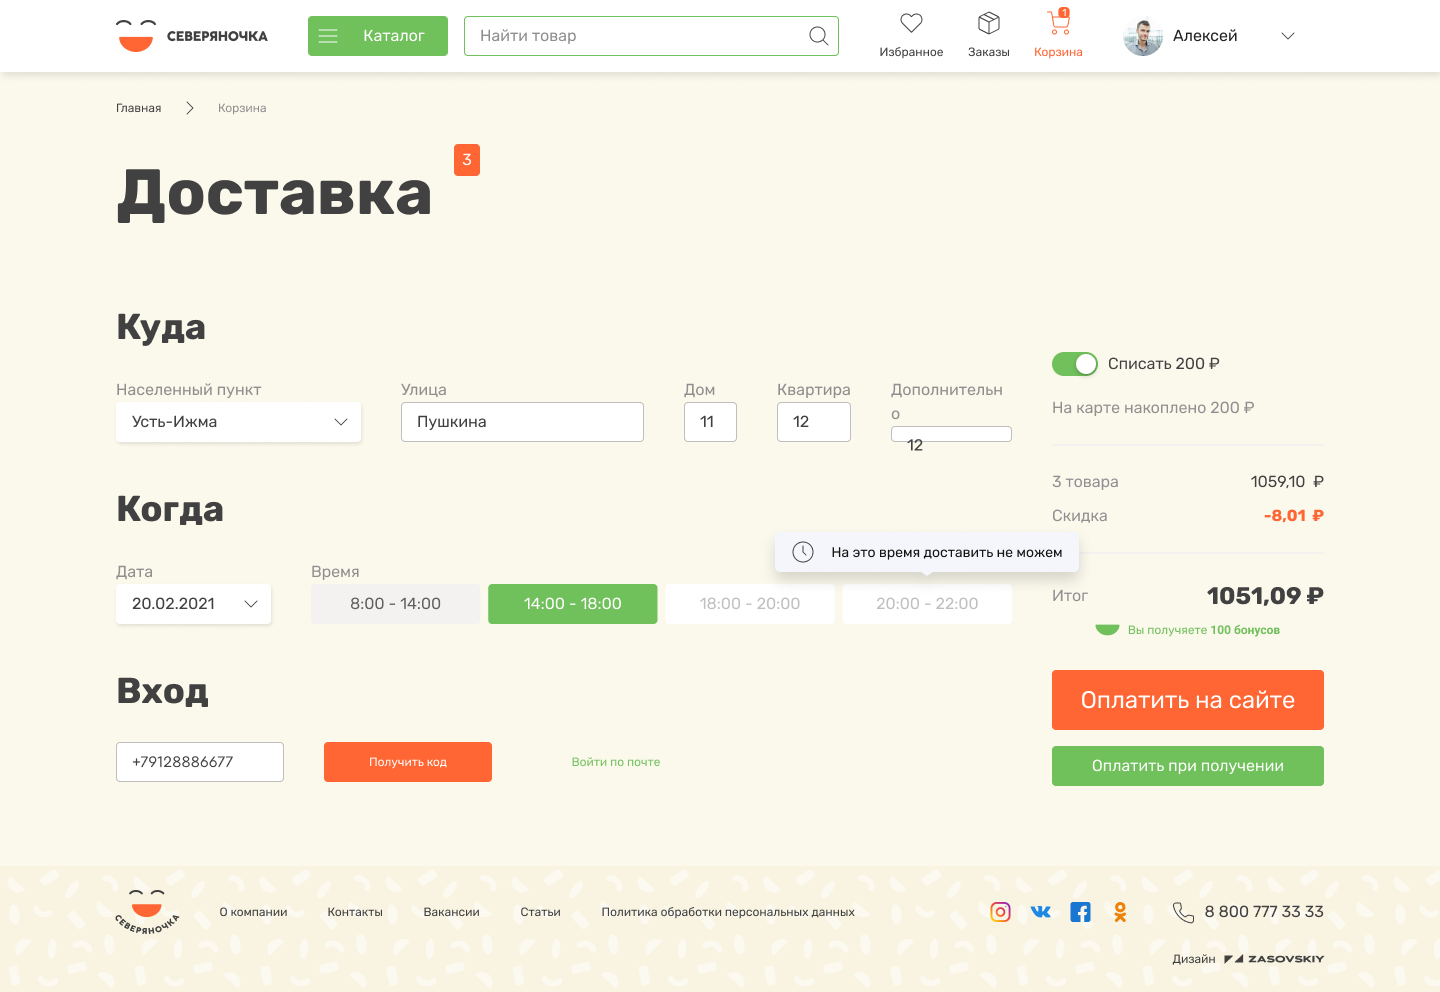 СЕВЕРЯНОЧКА
Каталог
Найти товар
1
Избранное
Заказы
Корзина
Алексей
Главная
Корзина
Доставка
3
Куда
Населенный пункт
Улица
Дом
Квартира
Дополнительн
о
Усть-Ижма
Пушкина
11
12
12
Списать 200 ₽
На карте накоплено 200 ₽
3 товара
1059,10 ₽
Скидка
-8,01 ₽
Когда
На это время доставить не можем
Дата
Время
20.02.2021
8:00 - 14:00
14:00 - 18:00
18:00 - 20:00
20:00 - 22:00
Итог
1051,09 ₽
Вы получяете 100 бонусов
Вход
+79128886677
Получить код
Войти по почте
Оплатить на сайте
Оплатить при получении
СЕВЕРЯНОЧКА
О компании
Контакты
Вакансии
Статьи
Политика обработки персональных данных
8 800 777 33 33
Дизайн ZASOVSKIY